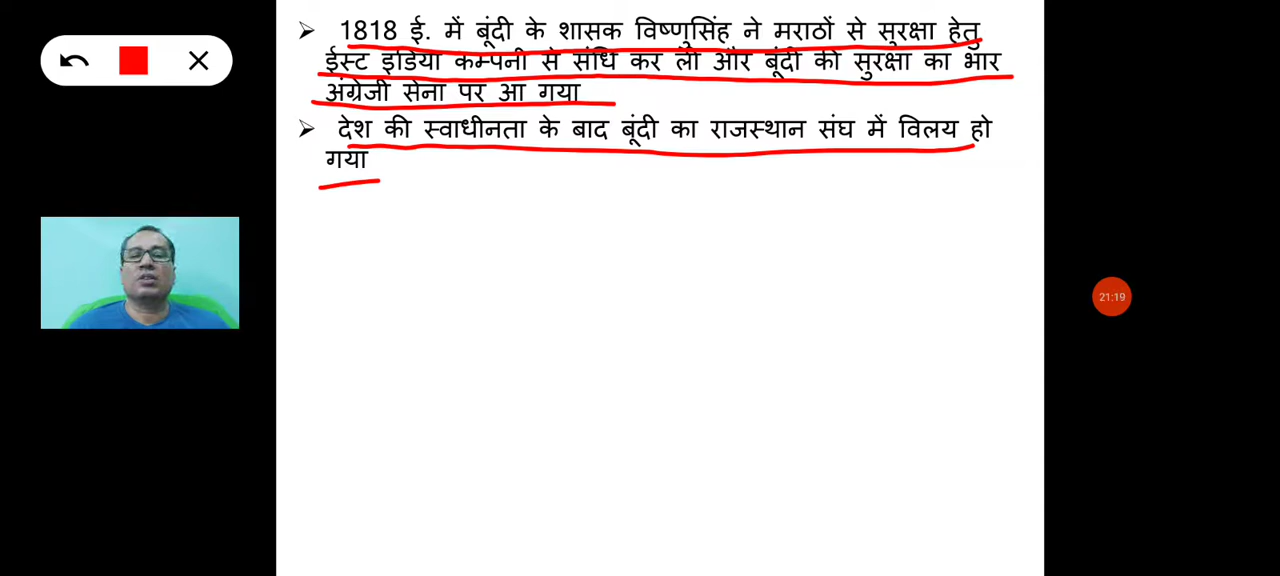 ➢ 1818 ई. में बूंदी के शासक विष्णुसिंह ने मराठों से सुरक्षा हेतु
ईस्ट इंडिया कम्पनी से संधि कर ली और बूंदी की सुरक्षा का भार
अंग्रेजी सेना पर आ गया
➢ देश की स्वाधीनता के बाद बूंदी का राजस्थान संघ में विलय हो
गया
21:19